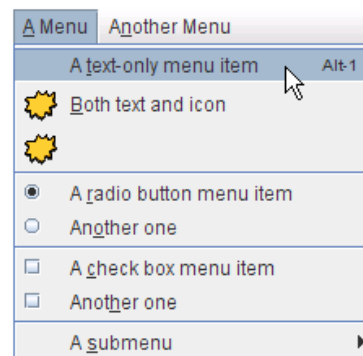 A Menu Another Menu
A text-only menu item Alt-1
Both text and icon
A radio button menu item
Another one
A check box menu item
Another one
A submenu